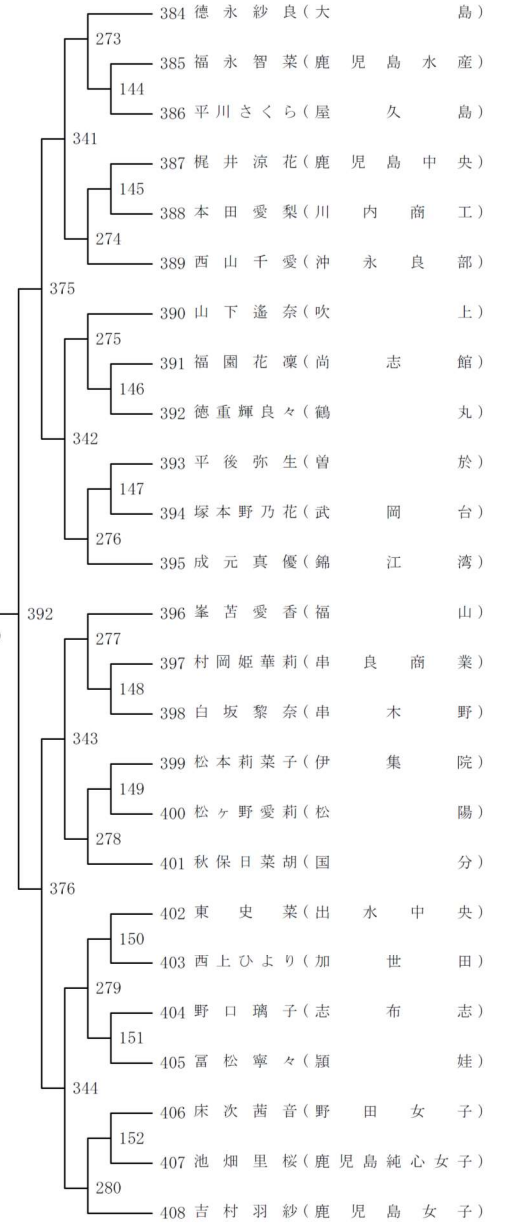 384 徳永紗良(大島)
273
385 福永智菜(鹿児島水産)
144
386 平川さくら(屋久島)
341
387 梶井涼花(鹿児島中央)
145
388 本田愛梨(川内商工)
274
389 西山千愛(沖永良部)
375
390 山下遙奈(吹上)
275
391 福園花凜(尚志館)
146
392 徳重輝良々(鶴丸)
342
393 平後弥生(曽於)
147
394 塚本野乃花(武岡台)
276
395 成元真優(錦江湾)
392
396 峯苫愛香(福山)
277
397 村岡姫華莉(串良商業)
148
398 白坂黎奈(串木野)
343
399 松本莉菜子(伊集院)
149
400 松ヶ野愛莉(松陽)
278
401 秋保日菜胡(国分)
376
402 東史菜(出水中央)
150
403 西上ひより(加世田)
279
404 野口璃子(志布志)
151
405 冨松寧々(頴娃)
344
406 床次茜音(野田女子)
152
407 池畑里桜(鹿児島純心女子)
280
408 吉村羽紗(鹿児島女子)